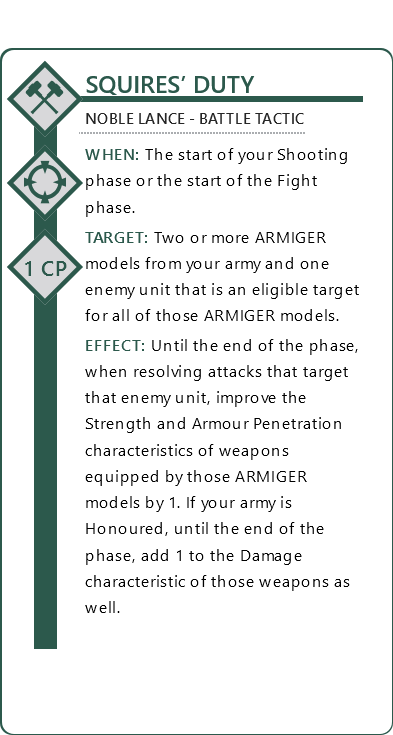 SQUIRES’ DUTY
NOBLE LANCE - BATTLE TACTIC
WHEN: The start of your Shooting
phase or the start of the Fight
phase.
1 CP
TARGET: Two or more ARMIGER
models from your army and one
enemy unit that is an eligible target
for all of those ARMIGER models.
EFFECT: Until the end of the phase,
when resolving attacks that target
that enemy unit, improve the
Strength and Armour Penetration
characteristics of weapons
equipped by those ARMIGER
models by 1. If your army is
Honoured, until the end of the
phase, add 1 to the Damage
characteristic of those weapons as
well.